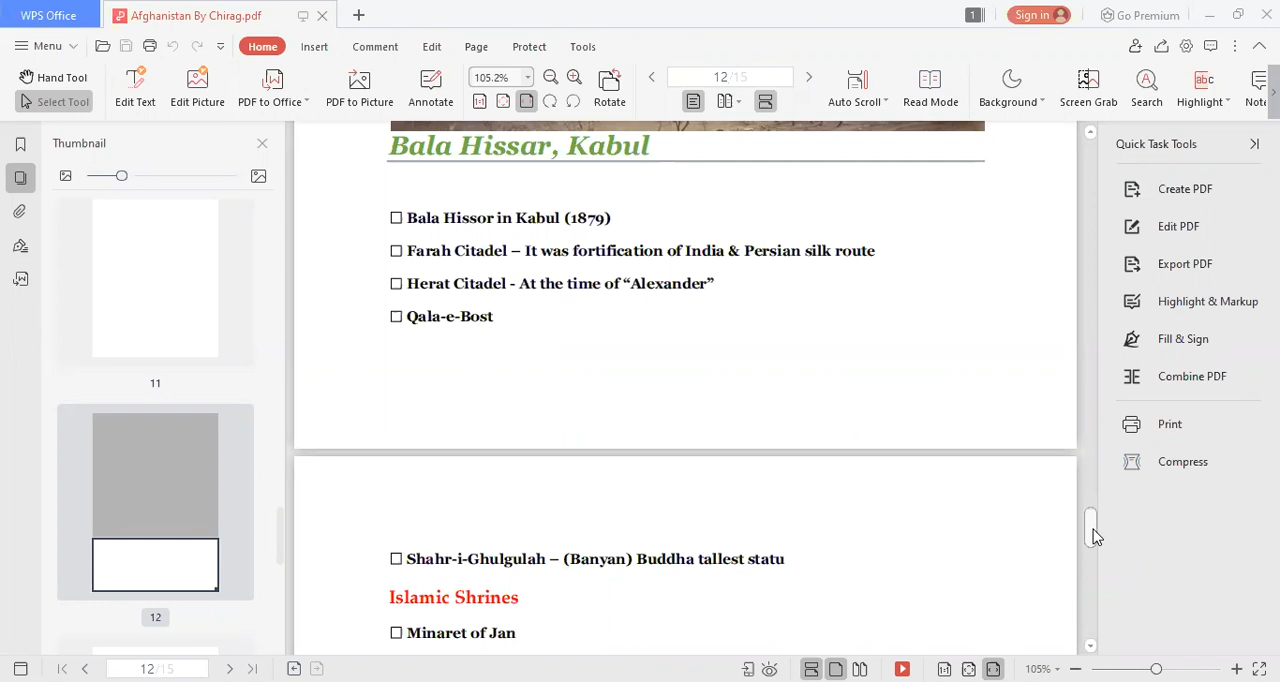 WPS Office
Afghanistan By Chirag.pdf
1
Sign in
Go Premium
Menu
Home
Insert
Comment
Edit
Page
Protect
Tools
Hand Tool
Select Tool
Edit Text
Edit Picture
PDF to Office
PDF to Picture
Annotate
105.2%
Rotate
12/15
Auto Scroll
Read Mode
Background
Screen Grab
abc
Search
Highlight
Note
Thumbnail
11
12
Bala Hissar, Kabul
☐ Bala Hissor in Kabul (1879)
☐ Farah Citadel – It was fortification of India & Persian silk route
☐ Herat Citadel - At the time of “Alexander”
☐ Qala-e-Bost
☐ Shahr-i-Ghulgulah – (Banyan) Buddha tallest statu
Islamic Shrines
☐ Minaret of Jan
Quick Task Tools
Create PDF
Edit PDF
Export PDF
Highlight & Markup
Fill & Sign
Combine PDF
Print
Compress
12/15
105%